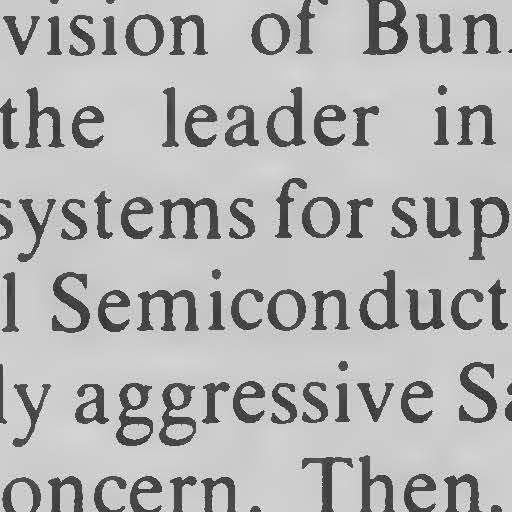 vision of Bun
the leader in
systems for sup
l Semiconduct
ly aggressive Sa
oncern. Then,